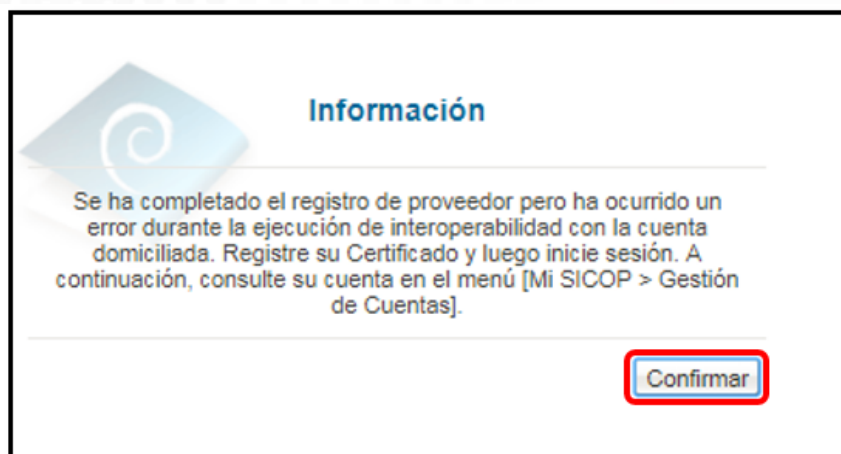 Información
Se ha completado el registro de proveedor pero ha ocurrido un
error durante la ejecución de interoperabilidad con la cuenta
domiciliada. Registre su Certificado y luego inicie sesión. A
continuación, consulte su cuenta en el menú [Mi SICOP > Gestión
de Cuentas].
Confirmar